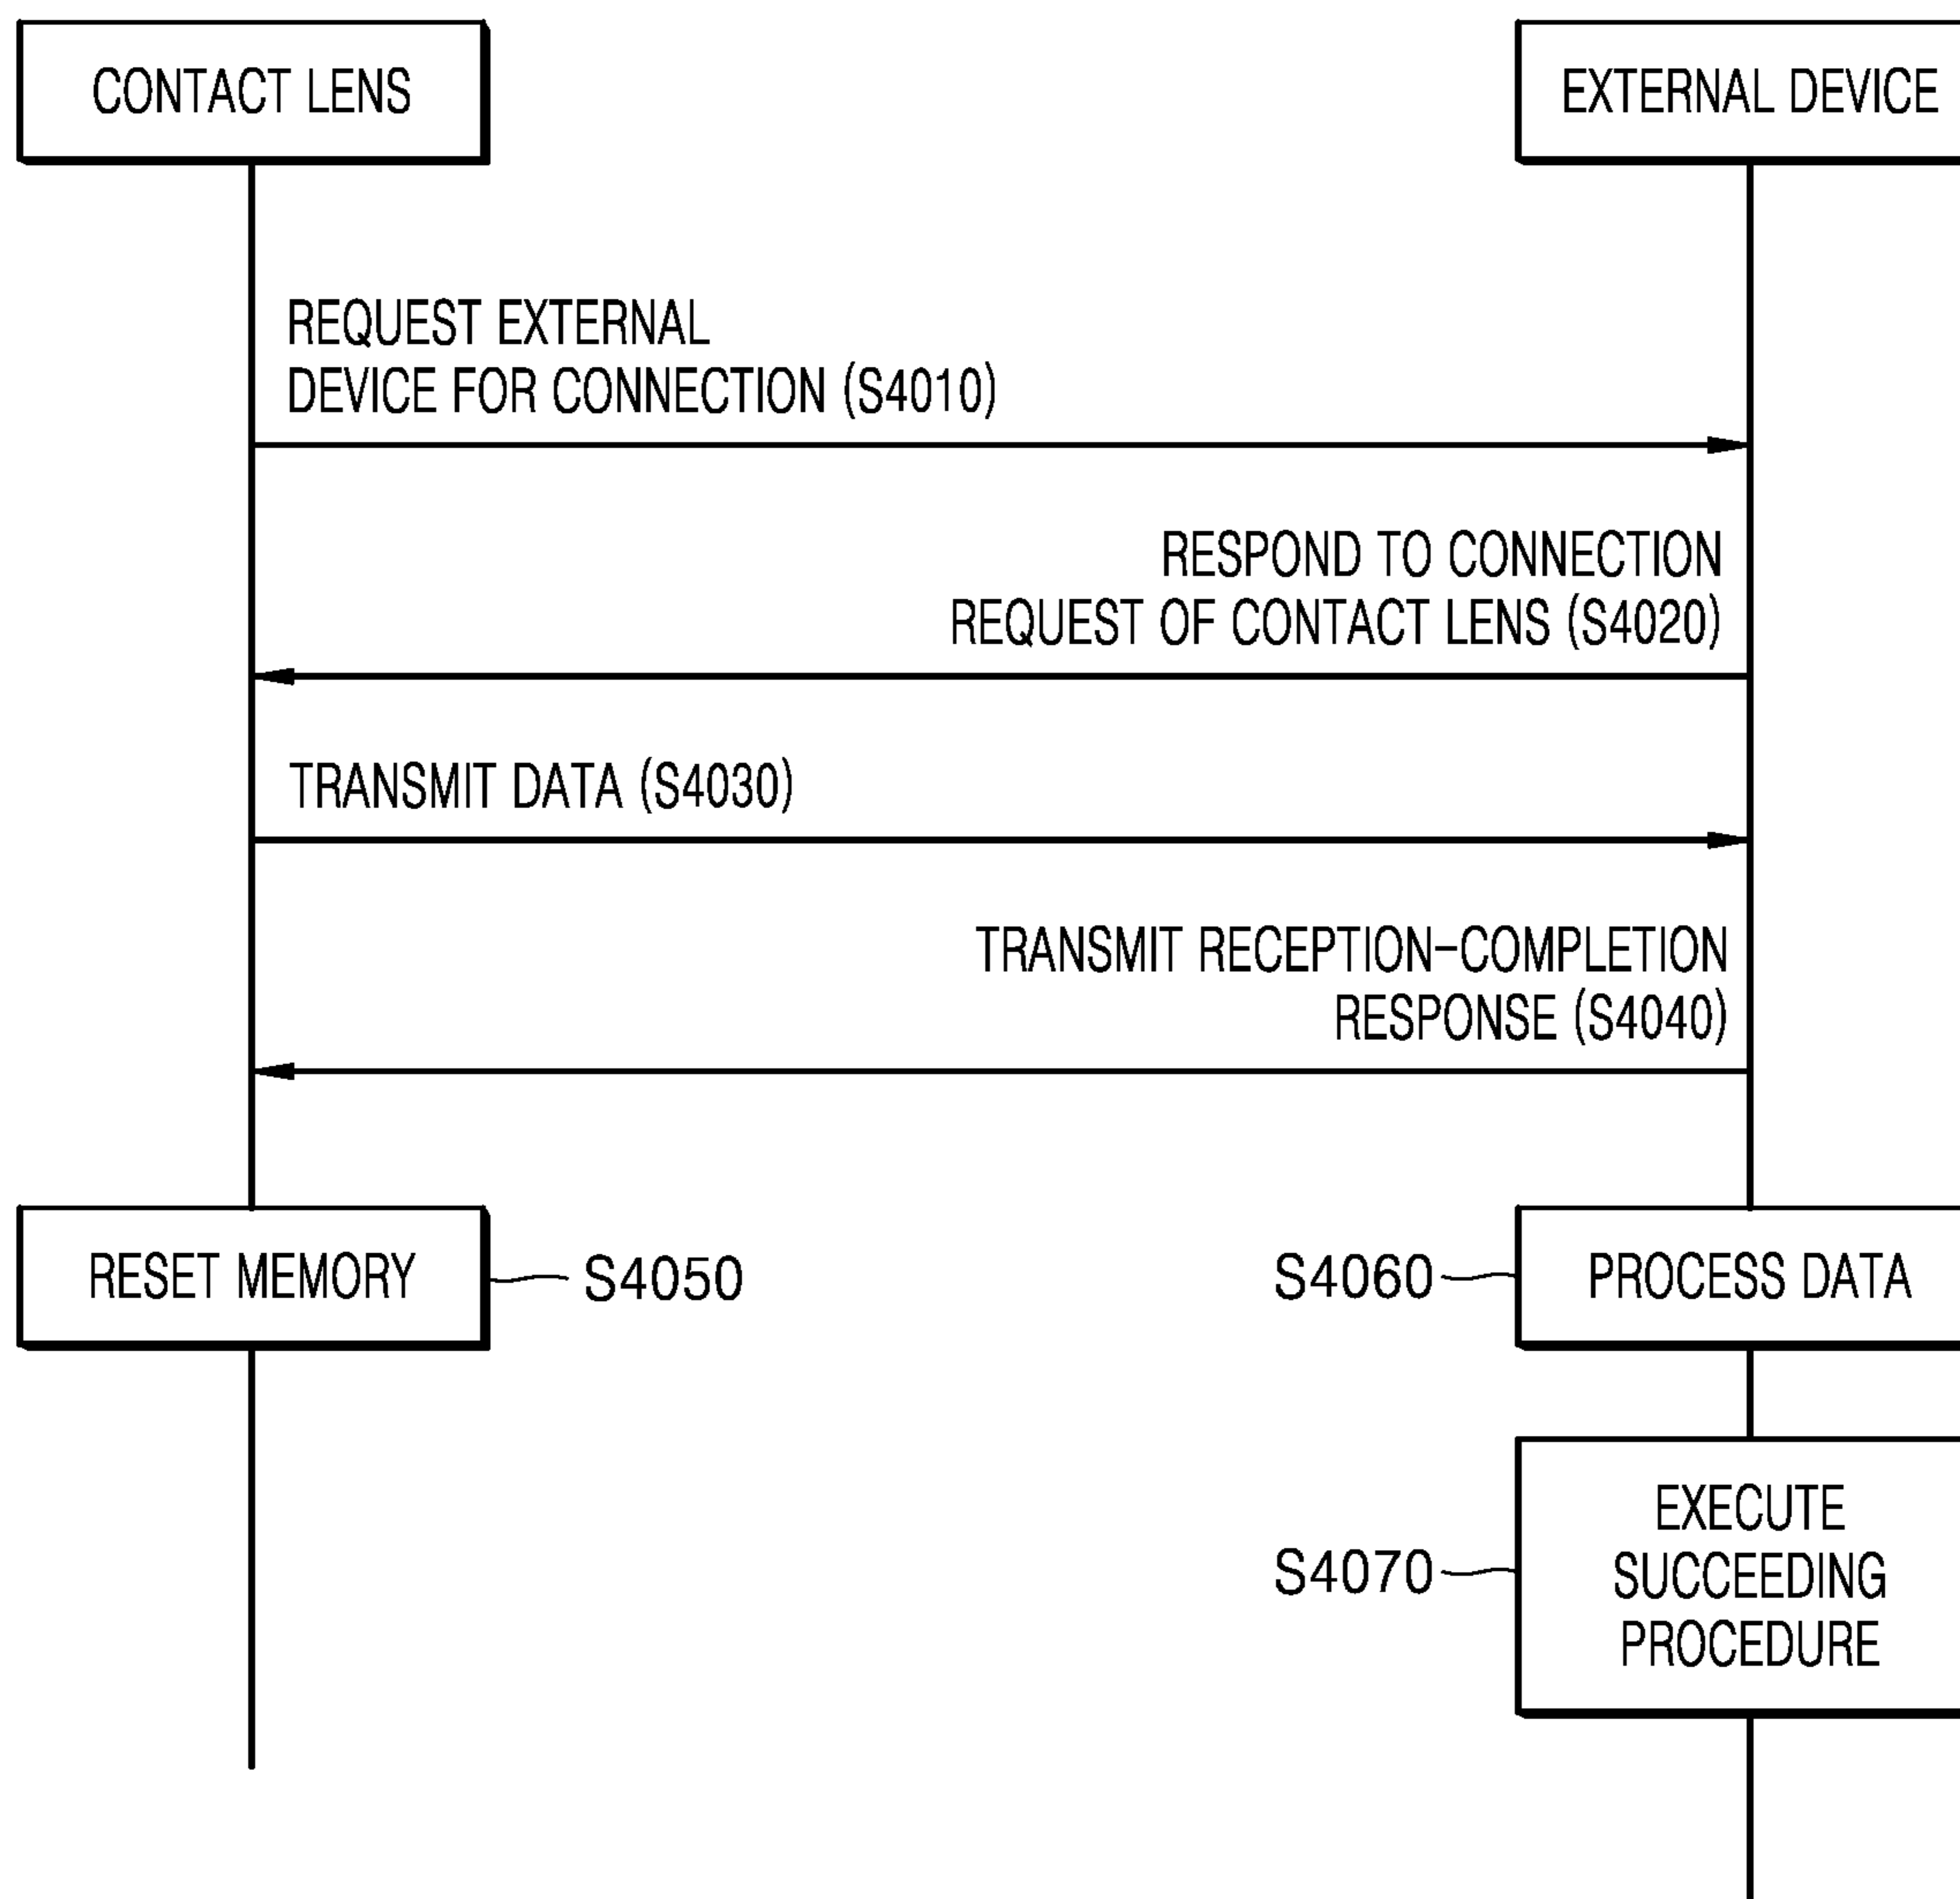 CONTACT LENS
EXTERNAL DEVICE
REQUEST EXTERNAL
DEVICE FOR CONNECTION (S4010)
RESPOND TO CONNECTION
REQUEST OF CONTACT LENS (S4020)
TRANSMIT DATA (S4030)
TRANSMIT RECEPTION-COMPLETION
RESPONSE (S4040)
RESET MEMORY
S4050
S4060
PROCESS DATA
S4070
EXECUTE
SUCCEEDING
PROCEDURE